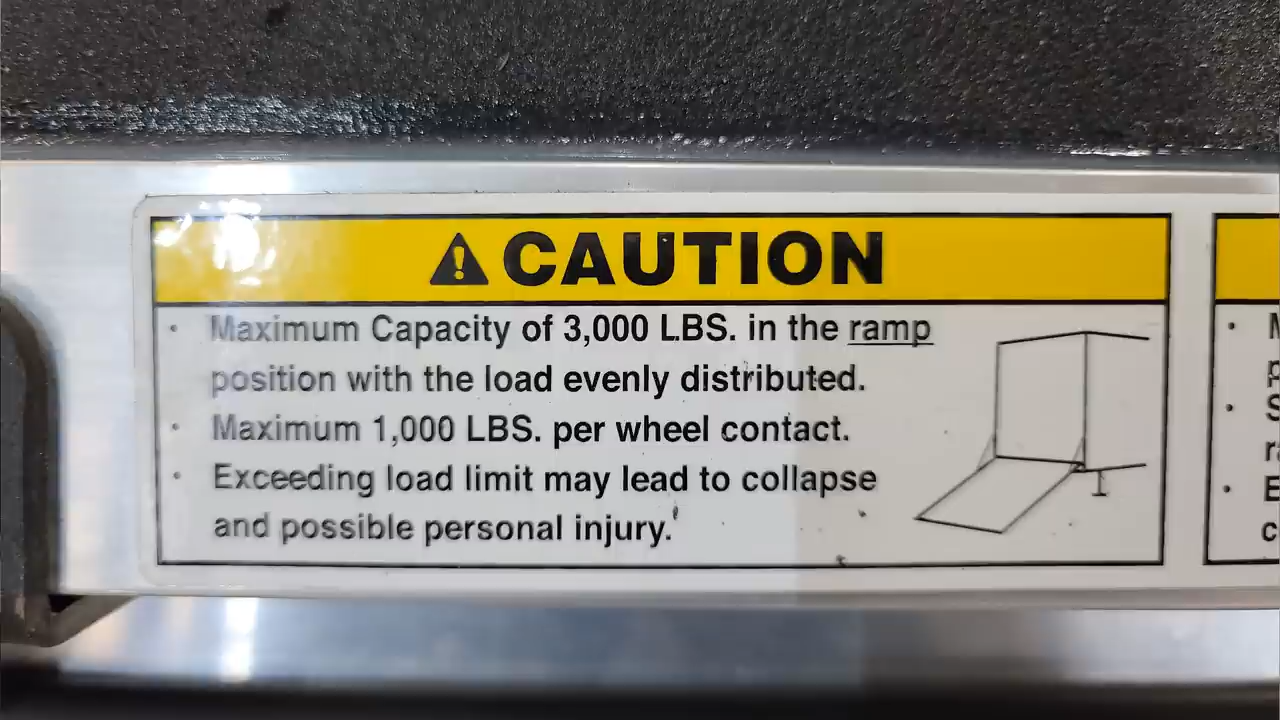 CAUTION
• Maximum Capacity of 3,000 LBS. in the ramp
position with the load evenly distributed.
• Maximum 1,000 LBS. per wheel contact.
• Exceeding load limit may lead to collapse
and possible personal injury.